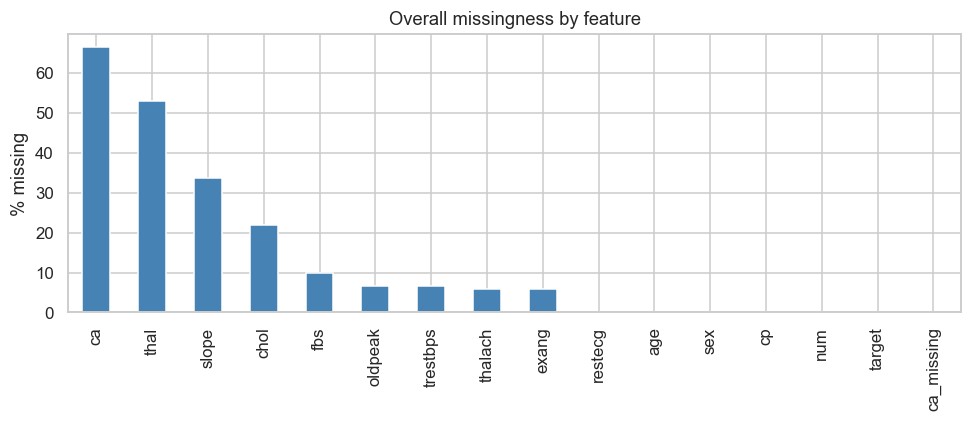 Overall missingness by feature
% missing
60
50
40
30
20
10
0
ca
thal
slope
chol
fbs
oldpeak
trestbps
thalach
exang
restecg
age
sex
cp
num
target
ca_missing